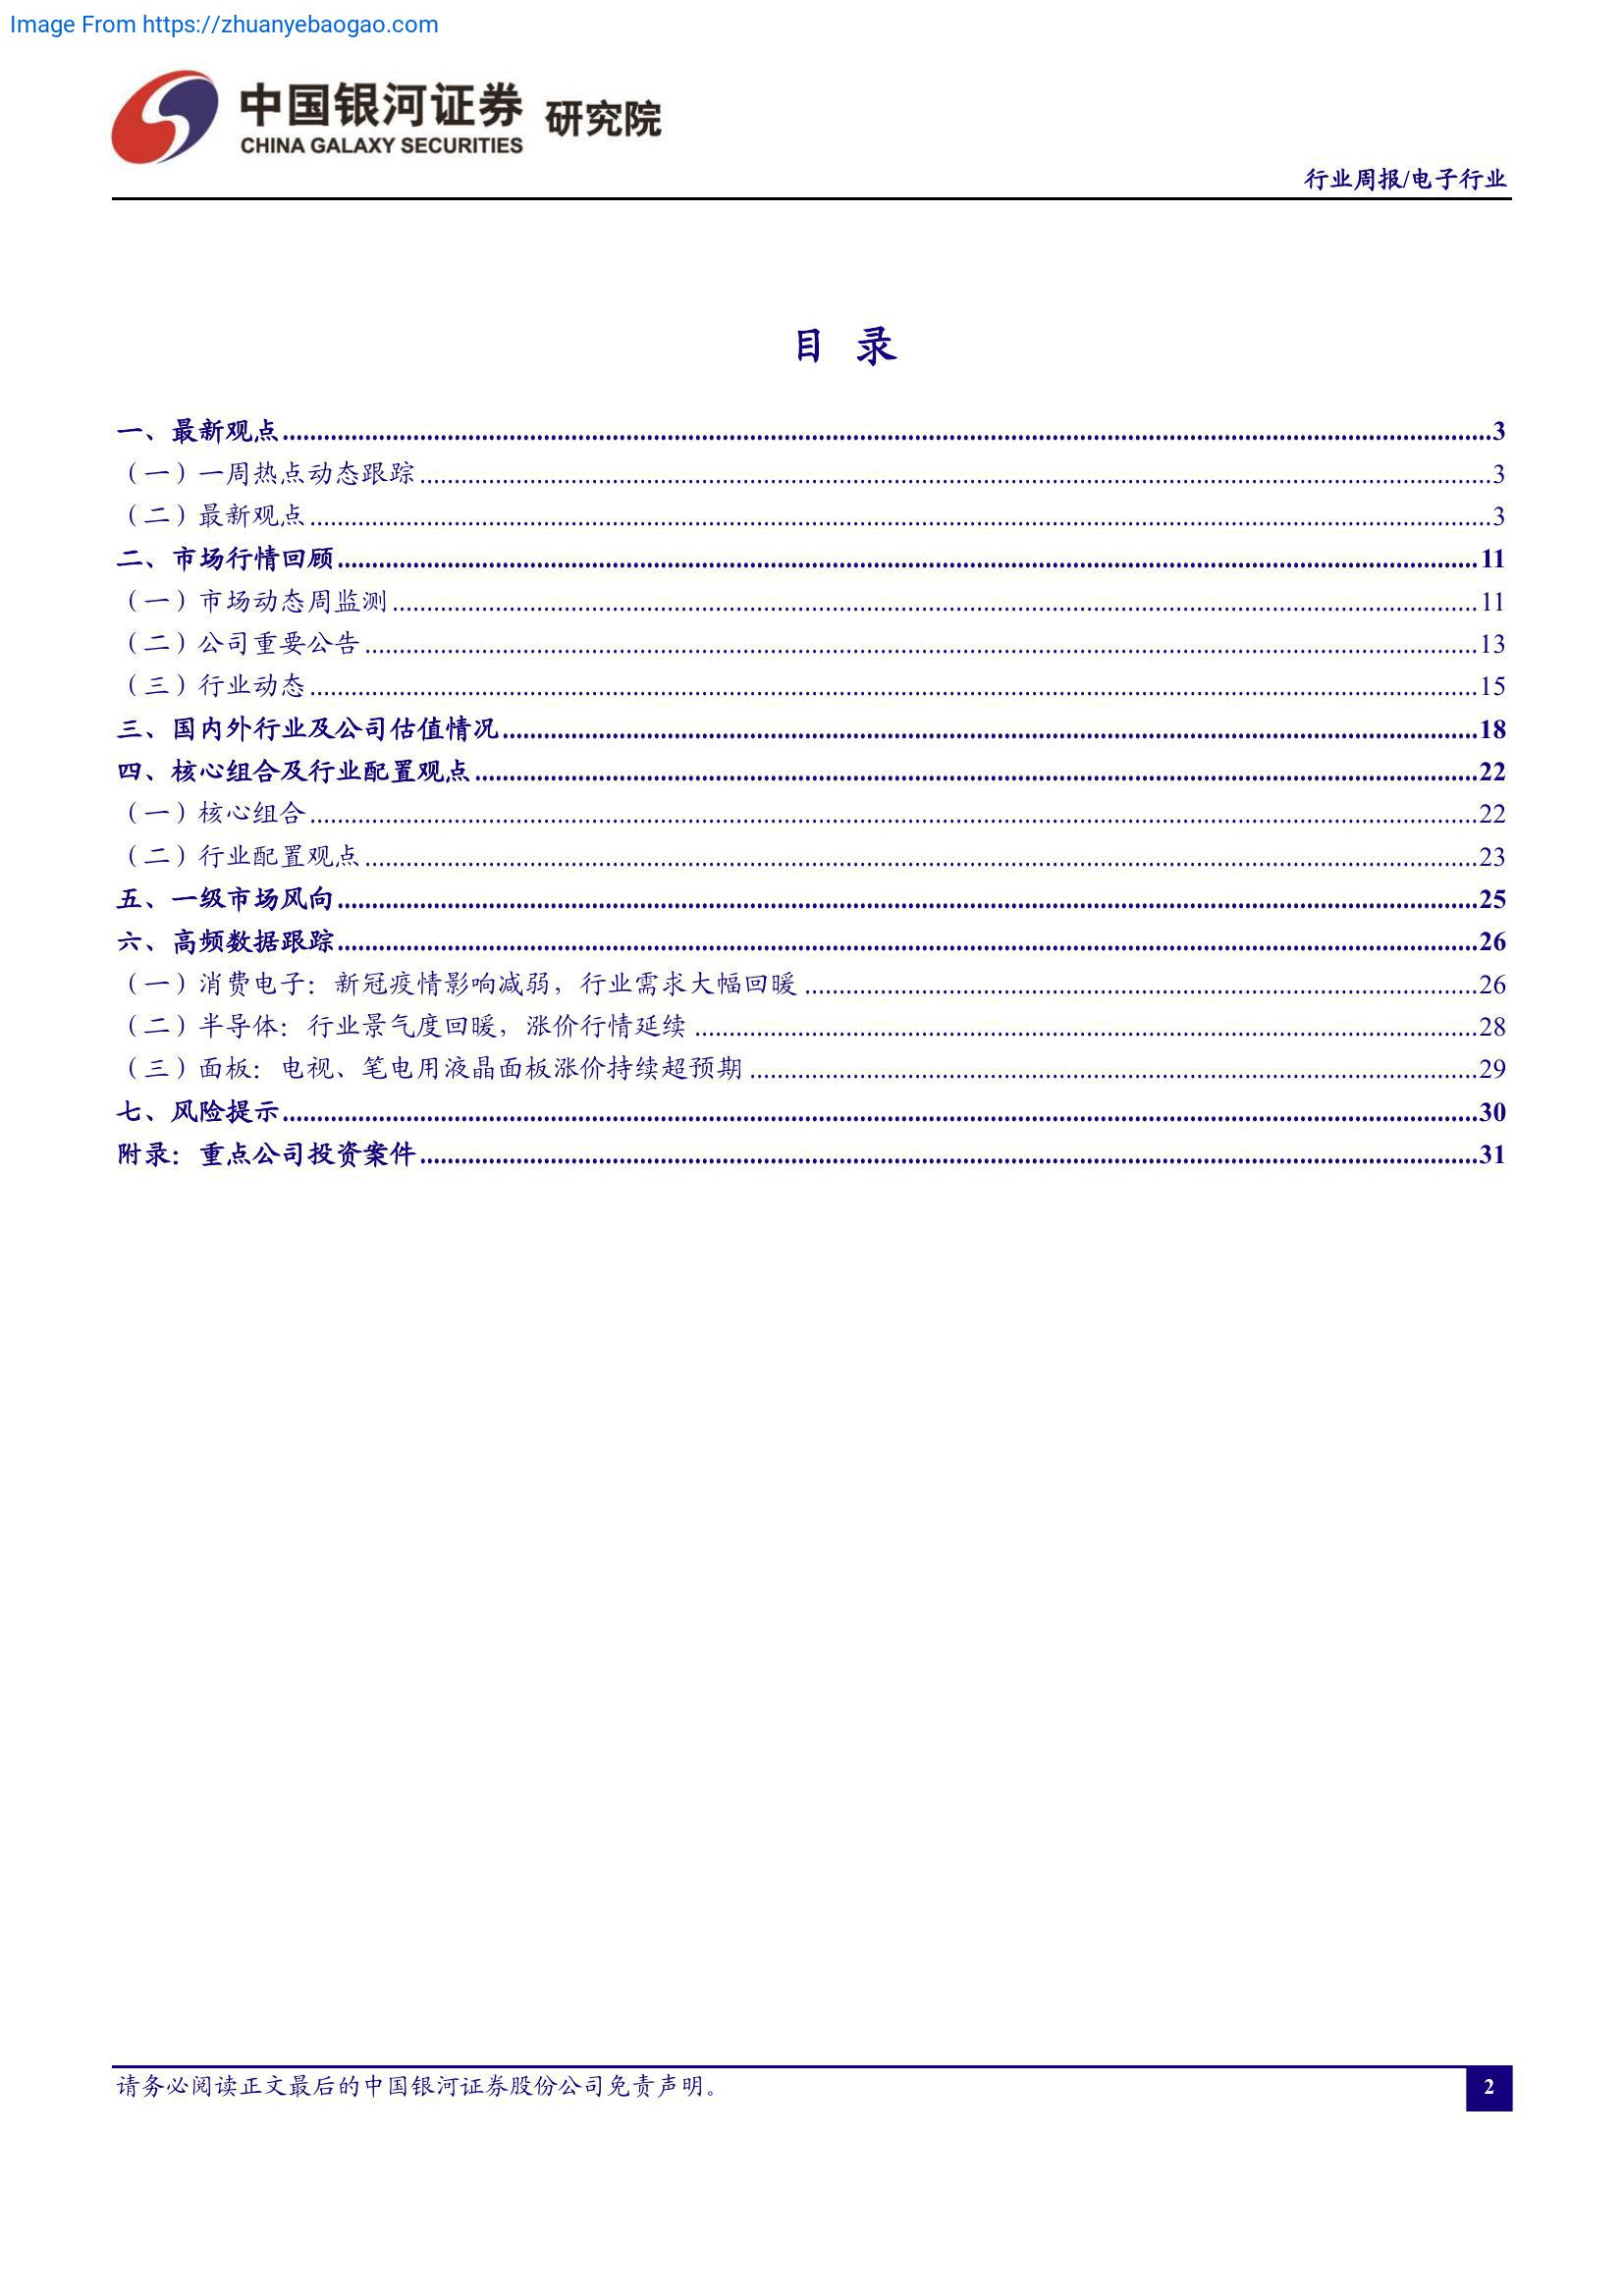 Image From https://zhuanyebaogao.com
中国银河证券 研究院
CHINA GALAXY SECURITIES
行业周报/电子行业
目 录
一、最新观点 3
（一）一周热点动态跟踪 3
（二）最新观点 3
二、市场行情回顾 11
（一）市场动态周监测 11
（二）公司重要公告 13
（三）行业动态 15
三、国内外行业及公司估值情况 18
四、核心组合及行业配置观点 22
（一）核心组合 22
（二）行业配置观点 23
五、一级市场风向 25
六、高频数据跟踪 26
（一）消费电子：新冠疫情影响减弱，行业需求大幅回暖 26
（二）半导体：行业景气度回暖，涨价行情延续 28
（三）面板：电视、笔电用液晶面板涨价持续超预期 29
七、风险提示 30
附录：重点公司投资案件 31
请务必阅读正文最后的中国银河证券股份公司免责声明。 2